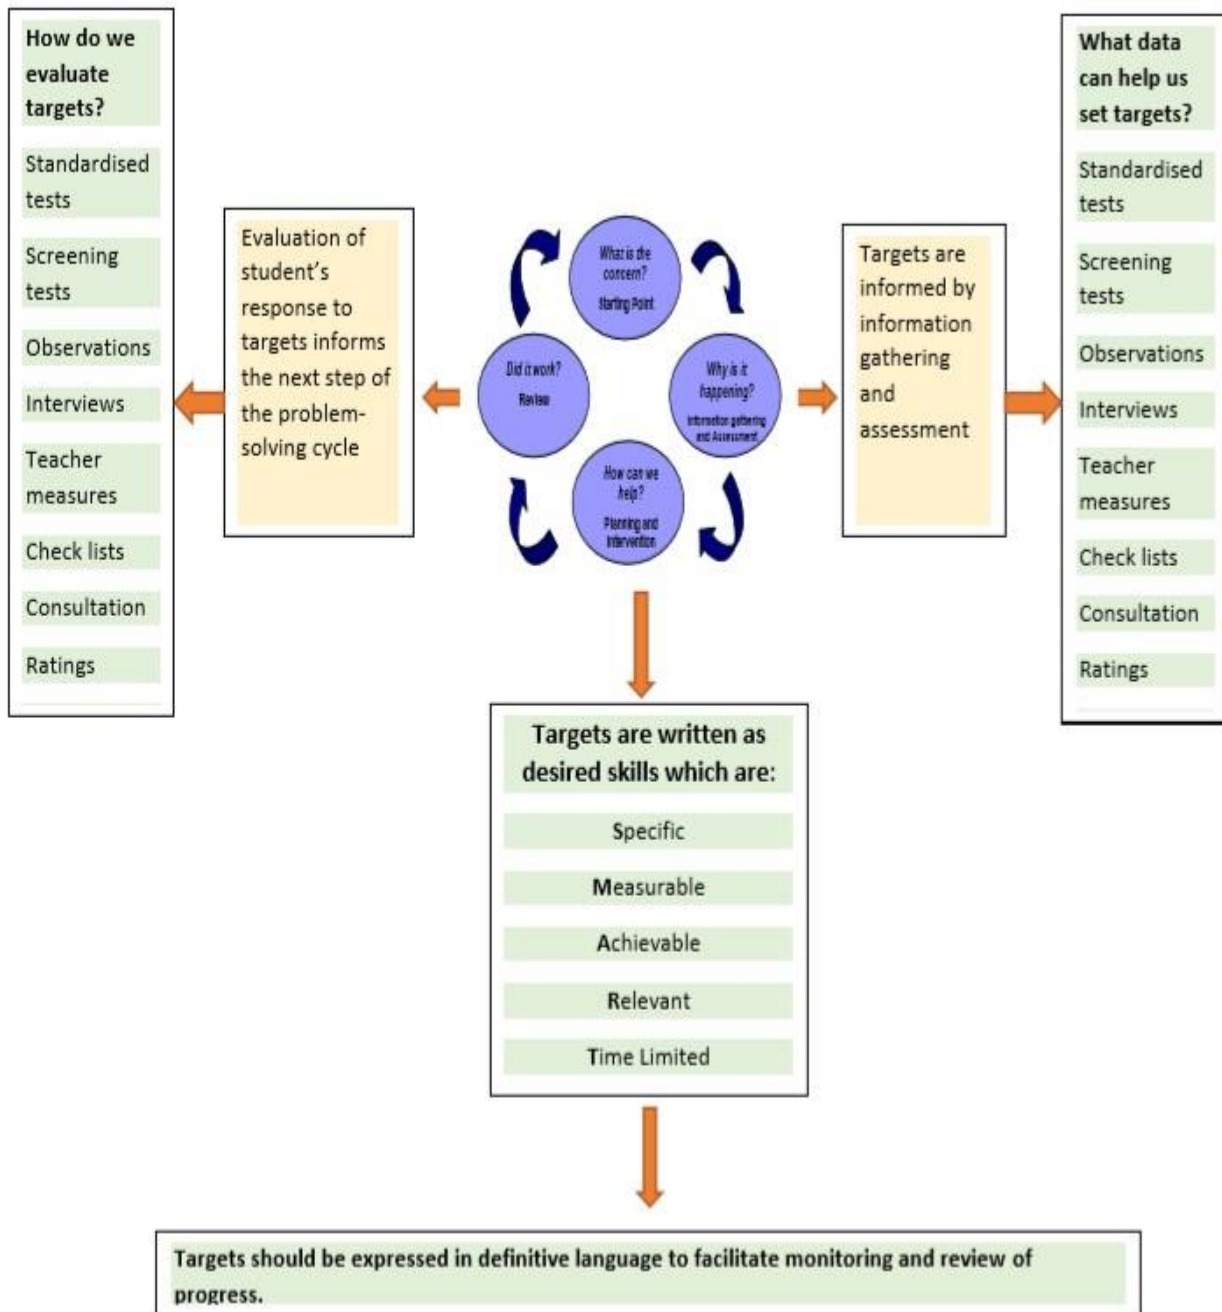 How do we
evaluate
targets?
Standardised
tests
Screening
tests
Observations
Interviews
Teacher
measures
Check lists
Consultation
Ratings
Evaluation of
student's
response to
targets informs
the next step of
the problem-
solving cycle
What is the
concern?
Starting Point
Why is it
happening?
Information gathering
and Assessment
How can we
help?
Planning and
Intervention
Did it work?
Review
Targets are
informed by
information
gathering
and
assessment
What data
can help us
set targets?
Standardised
tests
Screening
tests
Observations
Interviews
Teacher
measures
Check lists
Consultation
Ratings
Targets are written as
desired skills which are:
Specific
Measurable
Achievable
Relevant
Time Limited
Targets should be expressed in definitive language to facilitate monitoring and review of
progress.